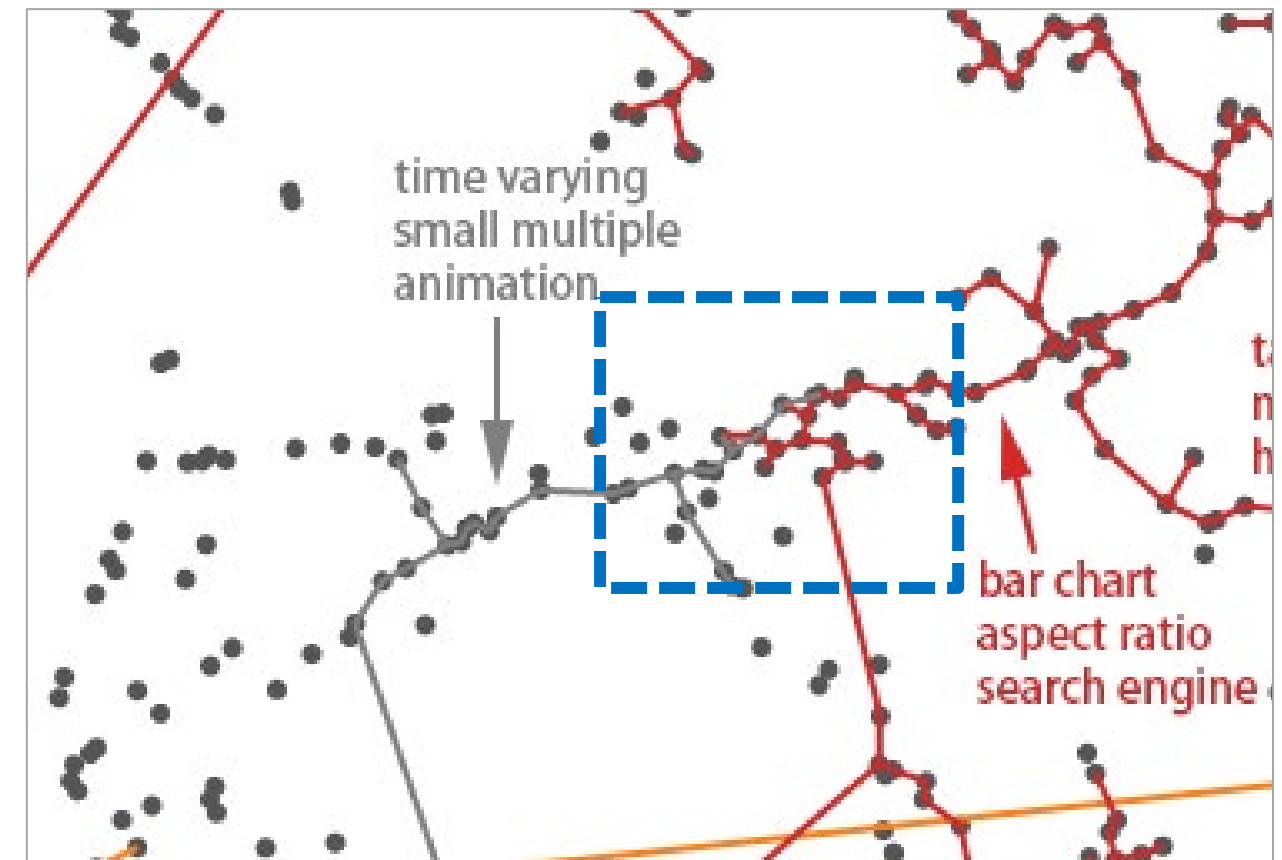 time varying
small multiple
animation
bar chart
aspect ratio
search engine